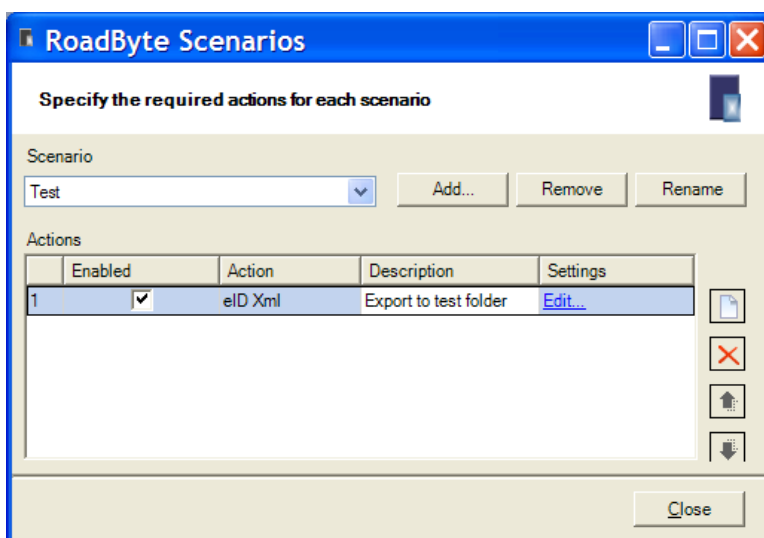 RoadByte Scenarios
Specify the required actions for each scenario
Scenario
Test
Add...
Remove
Rename
Actions
Enabled Action Description Settings
1 eID Xml Export to test folder Edit...
Close